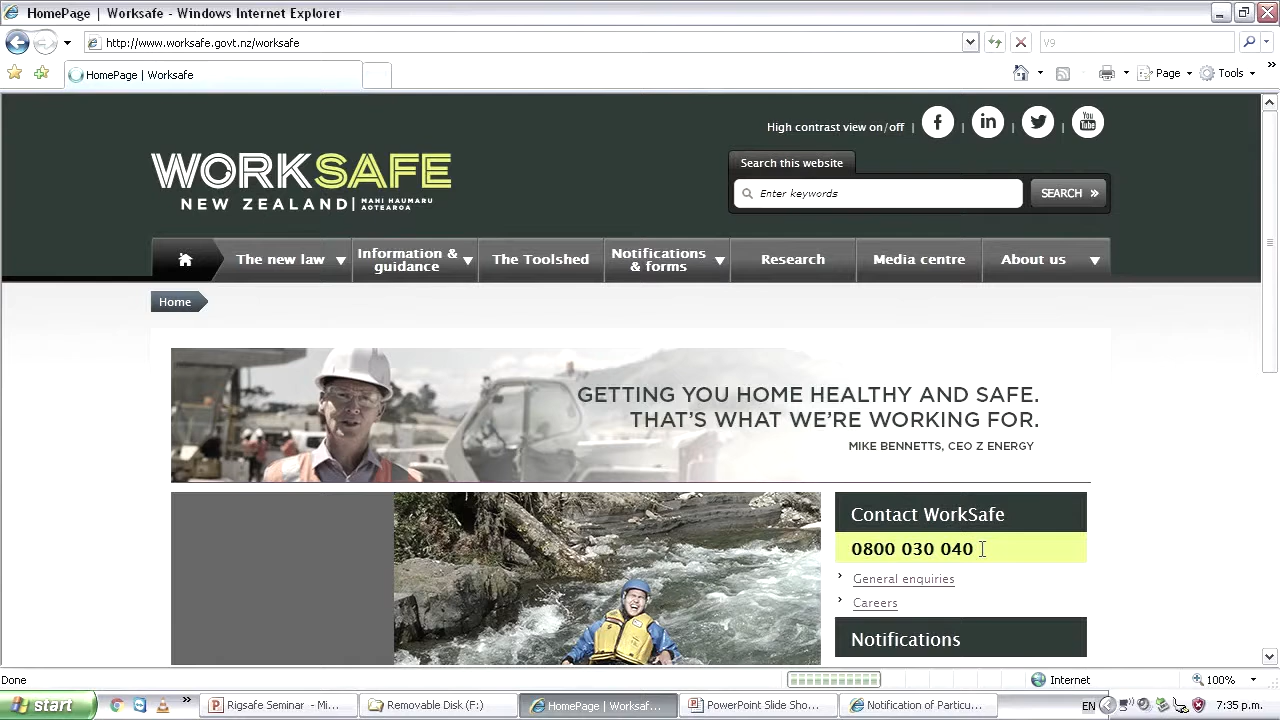 HomePage | Worksafe - Windows Internet Explorer
http://www.worksafe.govt.nz/worksafe
V9
HomePage | Worksafe
Page
Tools
High contrast view on/off | | | |
You Tube
WORKSAFE
NEW ZEALAND | MAHI HAUMARU AOTEAROA
Search this website
Enter keywords
SEARCH »
The new law
Information & guidance
The Toolshed
Notifications & forms
Research
Media centre
About us
Home
GETTING YOU HOME HEALTHY AND SAFE.
THAT'S WHAT WE'RE WORKING FOR.
MIKE BENNETTS, CEO Z ENERGY
Contact WorkSafe
0800 030 040
General enquiries
Careers
Notifications
Done
Internet
100%
start
Rigsafe Seminar - Mi...
Removable Disk (F:)
HomePage | Worksaf...
PowerPoint Slide Sho...
Notification of Particu...
EN
7:35 p.m.